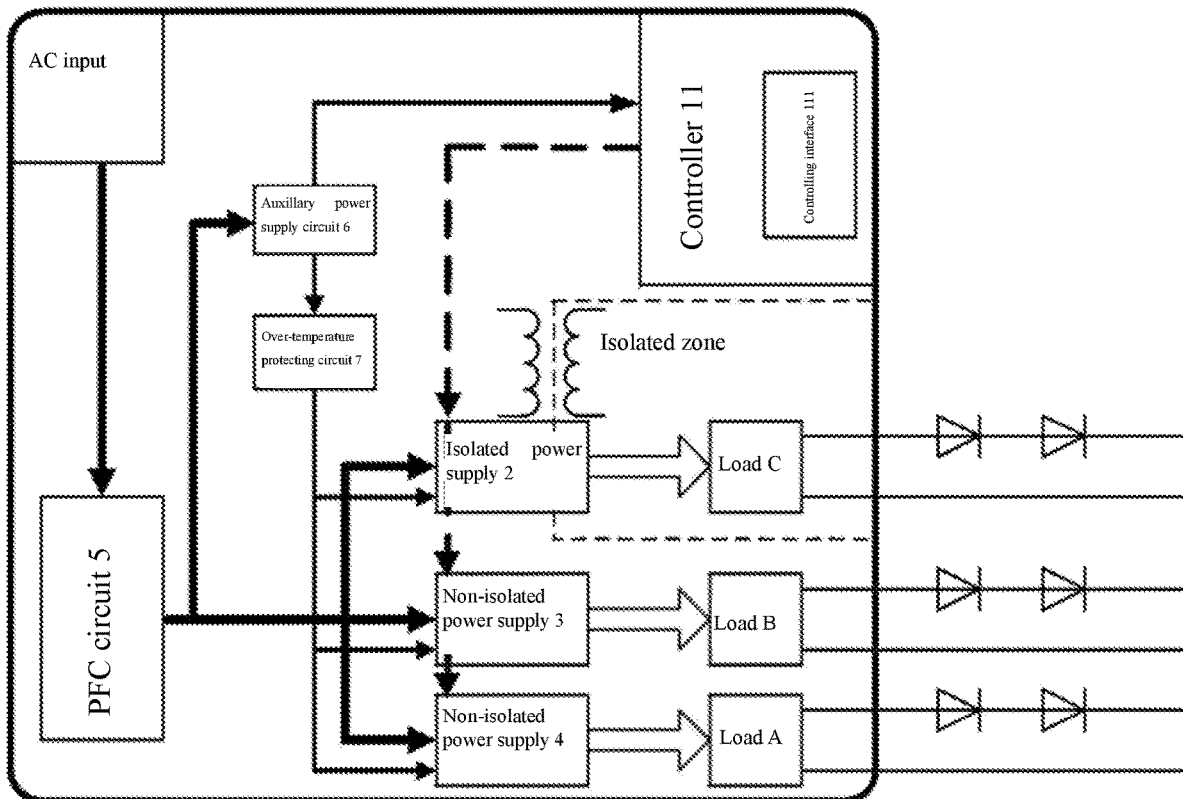 AC input
Controller 11
Controlling interface 111
Auxillary power
supply circuit 6
Over-temperature
protecting circuit 7
Isolated zone
Isolated power
supply 2
Load C
PFC circuit 5
Non-isolated
power supply 3
Load B
Non-isolated
power supply 4
Load A